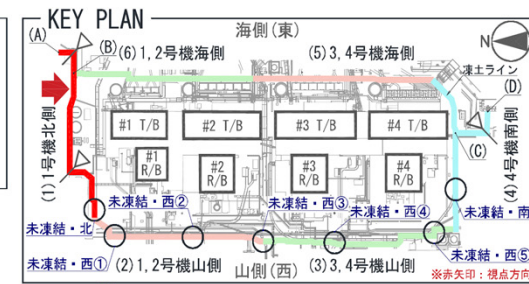 KEY PLAN
海側(東)
N
(A)
(B)
(6)1,2号機海側
(5)3,4号機海側
凍土ライン
(D)
#1 T/B
#2 T/B
#3 T/B
#4 T/B
(C)
(1)1号機北側
#1
R/B
#2
R/B
#3
R/B
#4
R/B
(4)4号機南側
未凍結・北
未凍結・西②
未凍結・西③
未凍結・西④
未凍結・南
未凍結・西①
(2)1,2号機山側
山側(西)
(3)3,4号機山側
未凍結・西⑤
※赤矢印:視点方向